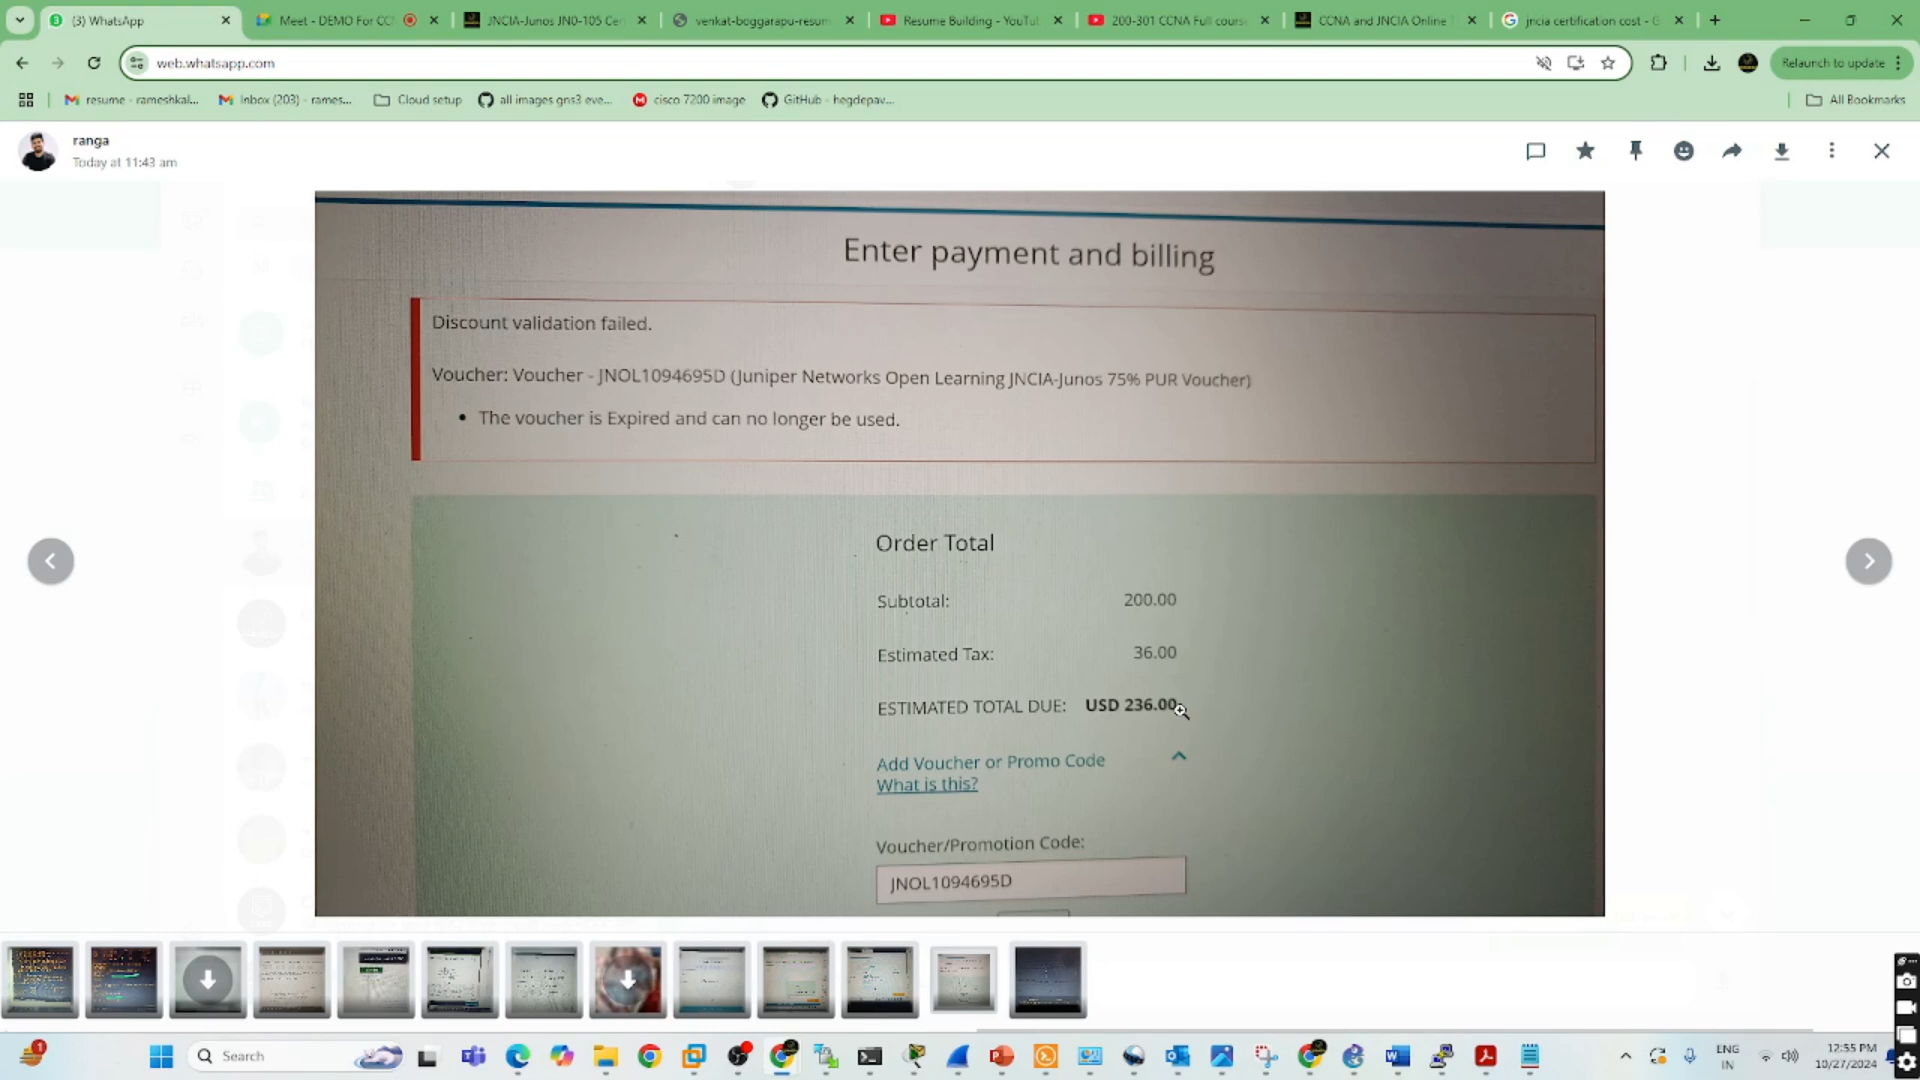 (3) WhatsApp
Meet - DEMO For CC
JNCIA-Junos JN0-105 Cer
venkat-boggarapu-resum
Resume Building - YouTu
200-301 CCNA Full cours
CCNA and JNCIA Online
jncia certification cost - G
web.whatsapp.com
Relaunch to update
resume - rameshkal...
Inbox (203) - rames...
Cloud setup
all images gns3 eve...
cisco 7200 image
GitHub - hegdepav...
All Bookmarks
ranga
Today at 11:43 am
Enter payment and billing
Discount validation failed.
Voucher: Voucher - JNOL1094695D (Juniper Networks Open Learning JNCIA-Junos 75% PUR Voucher)
• The voucher is Expired and can no longer be used.
Order Total
Subtotal: 200.00
Estimated Tax: 36.00
ESTIMATED TOTAL DUE: USD 236.00
Add Voucher or Promo Code
What is this?
Voucher/Promotion Code:
JNOL1094695D
Search
ENG
IN
12:55 PM
10/27/2024